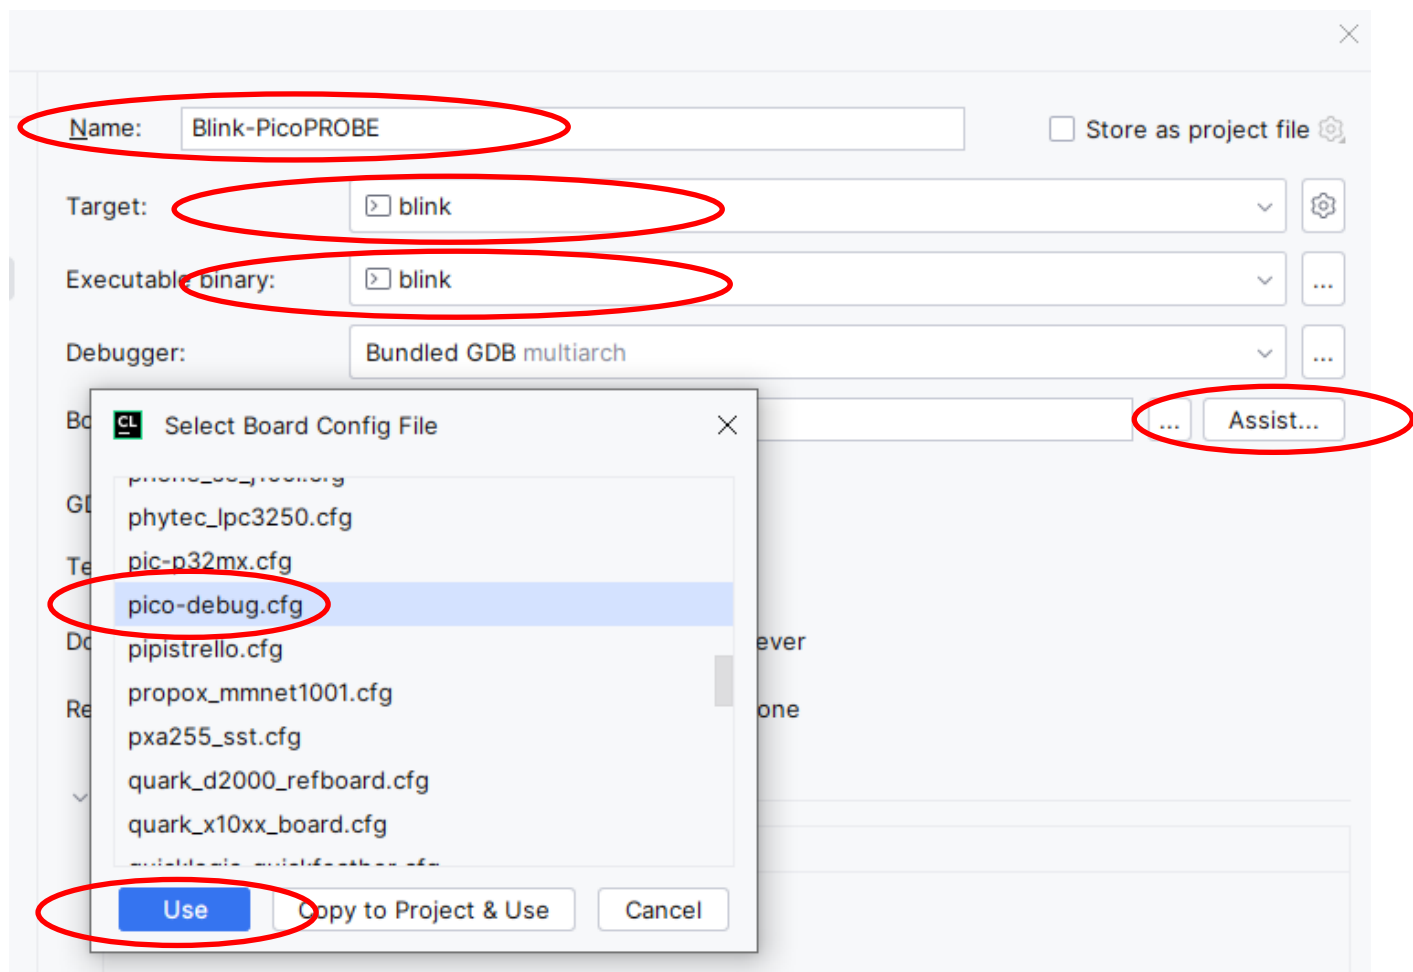 Name: Blink-PicoPROBE Store as project file
Target: blink
Executable binary: blink ...
Debugger: Bundled GDB multiarch ...
CL Select Board Config File ... Assist...
phytec_lpc3250.cfg
pic-p32mx.cfg
pico-debug.cfg
pipistrello.cfg
propox_mmnet1001.cfg
pxa255_sst.cfg
quark_d2000_refboard.cfg
quark_x10xx_board.cfg
Use Copy to Project & Use Cancel